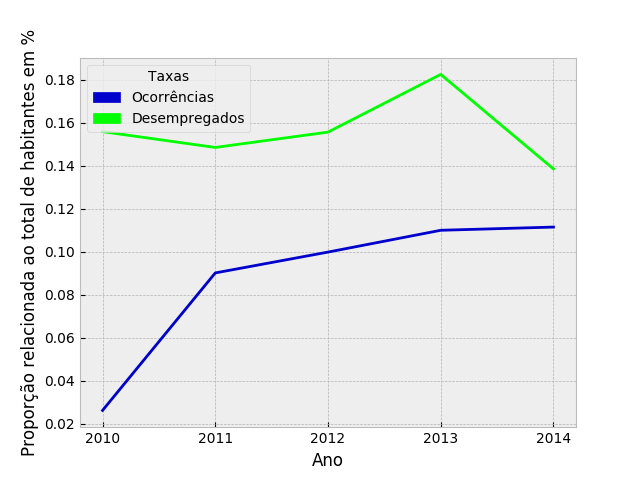 Proporção relacionada ao total de habitantes em %
0.18
0.16
0.14
0.12
0.10
0.08
0.06
0.04
0.02
Taxas
Ocorrências
Desempregados
2010 2011 2012 2013 2014
Ano